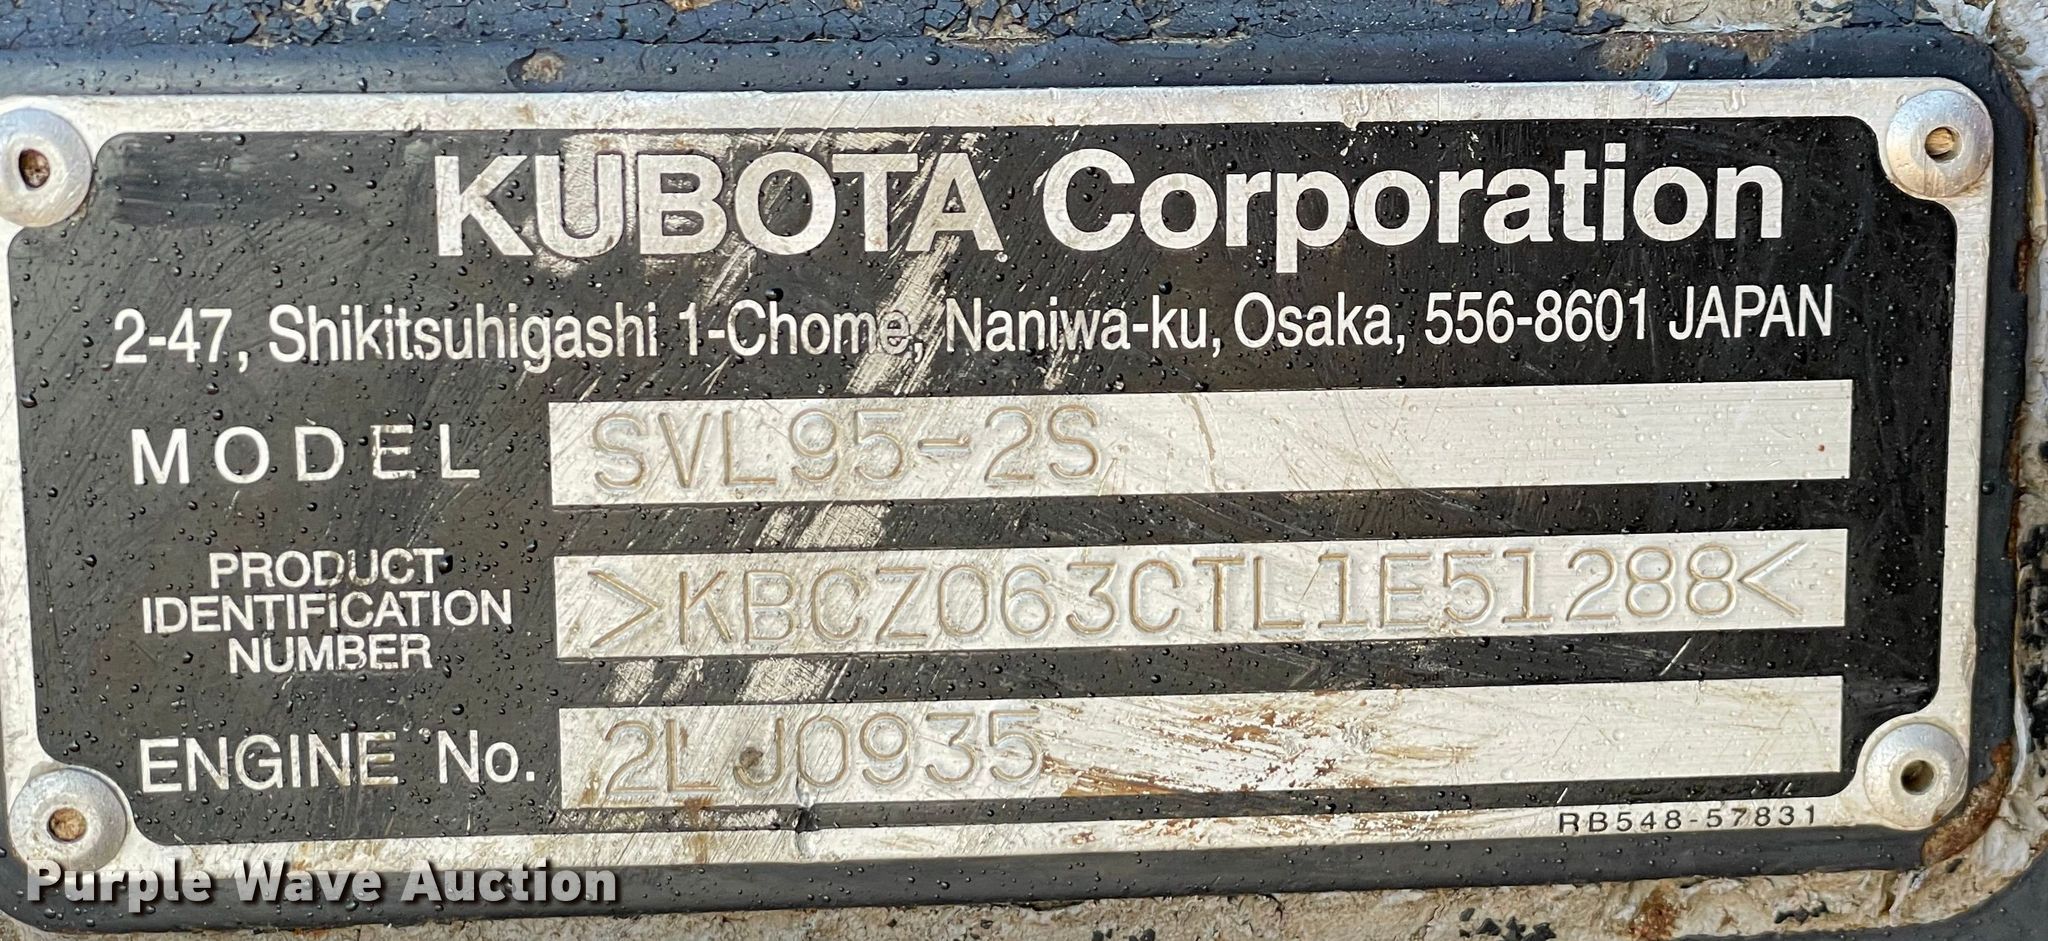 KUBOTA Corporation
2-47, Shikitsuhigashi 1-Chome, Naniwa-ku, Osaka, 556-8601 JAPAN
MODEL SVL95-2S
PRODUCT
IDENTIFICATION
NUMBER
>KBCZ063CTL1E51288<
ENGINE No. 2LJ0935
RB548-57831
Purple Wave Auction